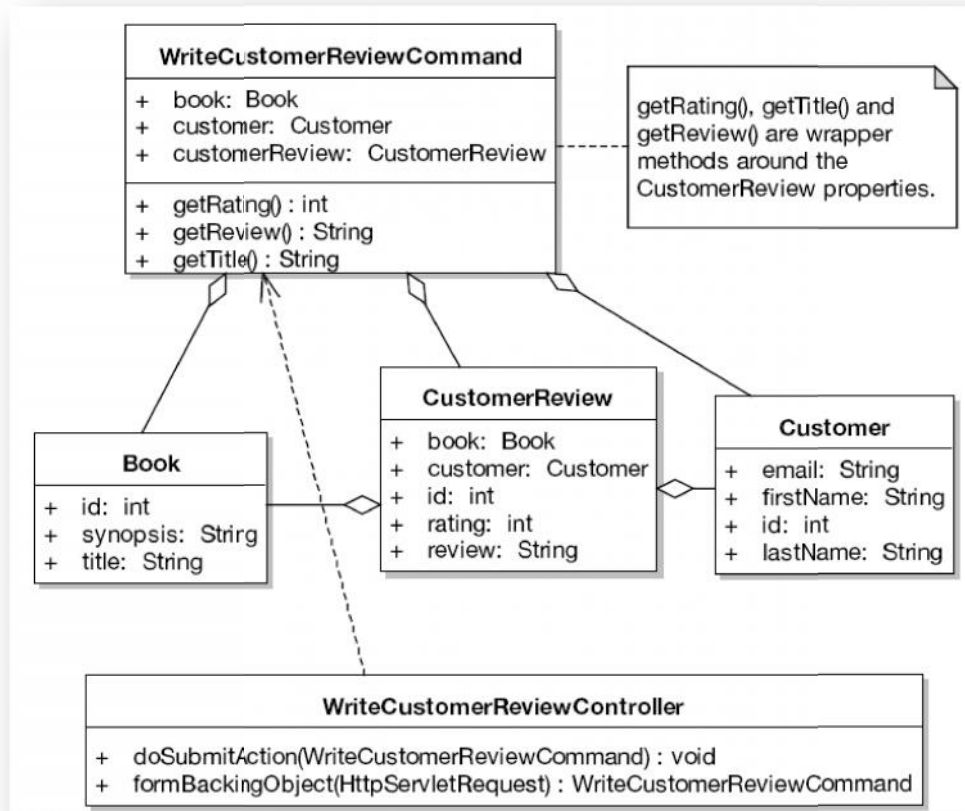 WriteCustomerReviewCommand
+ book: Book
+ customer: Customer
+ customerReview: CustomerReview
+ getRating() : int
+ getReview() : String
+ getTitle() : String
getRating(), getTitle() and
getReview() are wrapper
methods around the
CustomerReview properties.
Book
+ id: int
+ synopsis: String
+ title: String
CustomerReview
+ book: Book
+ customer: Customer
+ id: int
+ rating: int
+ review: String
Customer
+ email: String
+ firstName: String
+ id: int
+ lastName: String
WriteCustomerReviewController
+ doSubmitAction(WriteCustomerReviewCommand) : void
+ formBackingObject(HttpServletRequest) : WriteCustomerReviewCommand